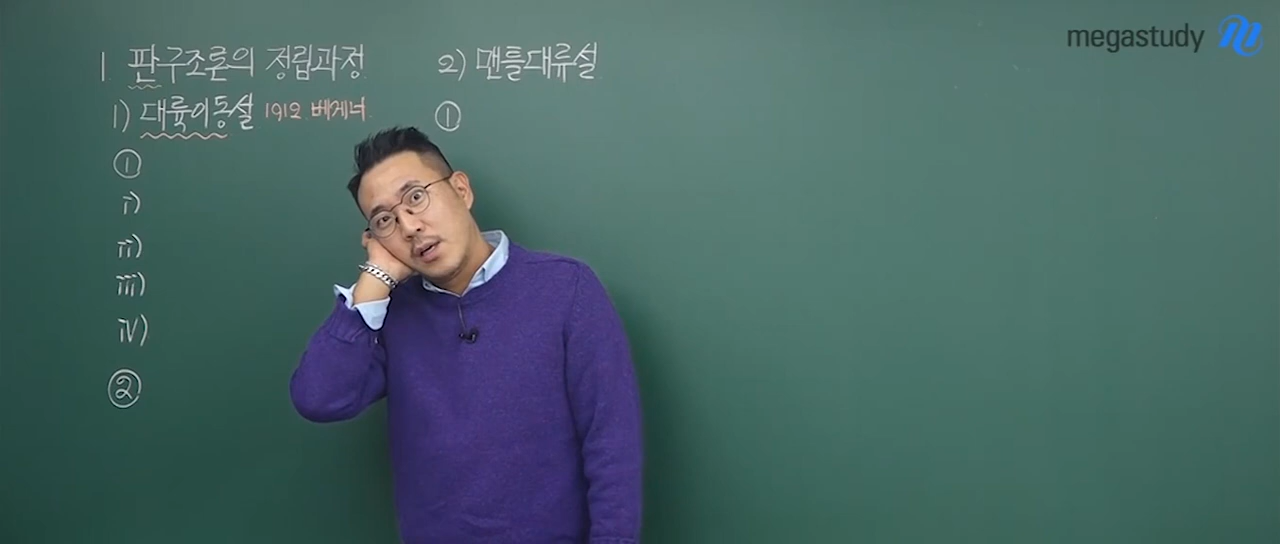 1. 판구조론의 정립과정.
1) 대륙이동설 1912. 베게너.
①
i)
ii)
iii)
iv)
②
2) 맨틀대류설.
①
megastudy